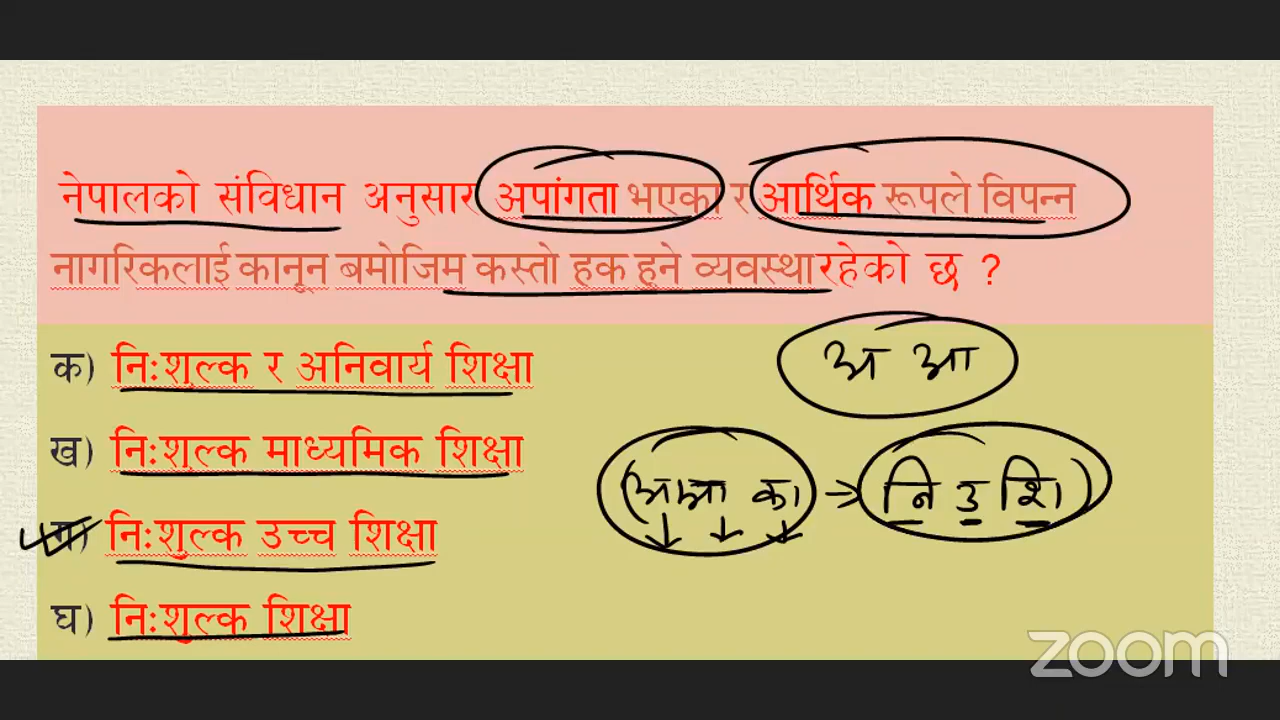 नेपालको संविधान अनुसार अपांगता भएका र आर्थिक रूपले विपन्न
नागरिकलाई कानून बमोजिम कस्तो हक हुने व्यवस्था रहेको छ ?
क) निःशुल्क र अनिवार्य शिक्षा
अ आ
ख) निःशुल्क माध्यमिक शिक्षा
(अआ का → नि उ शि)
ग) निःशुल्क उच्च शिक्षा
घ) निःशुल्क शिक्षा
zoom